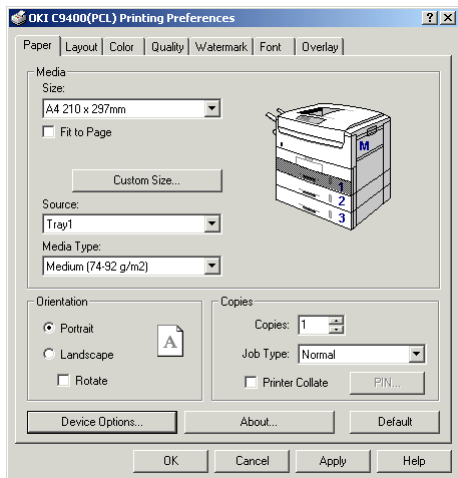 OKI C9400(PCL) Printing Preferences
Paper Layout Color Quality Watermark Font Overlay
Media
Size:
A4 210 x 297mm
Fit to Page
M
1
2
3
Custom Size...
Source:
Tray1
Media Type:
Medium (74-92 g/m2)
Orientation
Portrait
Landscape
Rotate
A
Copies
Copies: 1
Job Type: Normal
Printer Collate PIN...
Device Options... About... Default
OK Cancel Apply Help